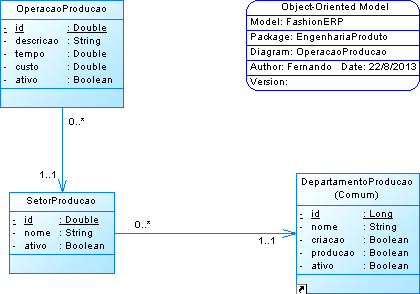 OperacaoProducao
- id : Double
- descricao : String
- tempo : Double
- custo : Double
- ativo : Boolean
Object-Oriented Model
Model: FashionERP
Package: EngenhariaProduto
Diagram: OperacaoProducao
Author: Fernando Date: 22/8/2013
Version:
0..*
1..1
SetorProducao
- id : Double
- nome : String
- ativo : Boolean
0..*
1..1
DepartamentoProducao
(Comum)
- id : Long
- nome : String
- criacao : Boolean
- producao : Boolean
- ativo : Boolean